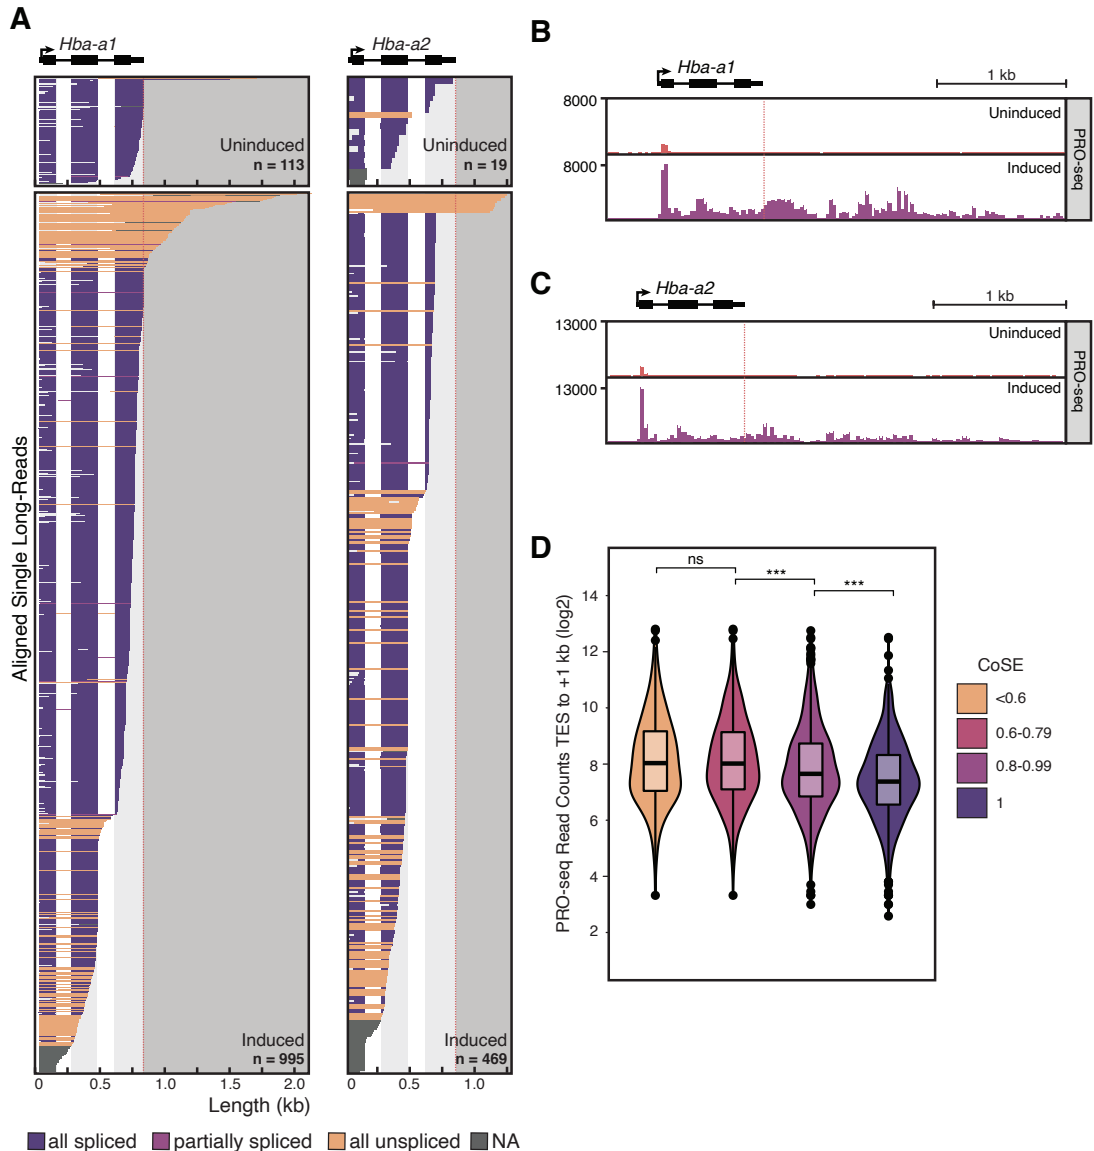 A
Hba-a1
Hba-a2
Uninduced
n = 113
Uninduced
n = 19
Aligned Single Long-Reads
Induced
n = 995
Induced
n = 469
0 0.5 1.0 1.5 2.0
0 0.5 1.0
Length (kb)
all spliced partially spliced all unspliced NA
B
Hba-a1
1 kb
8000
Uninduced
8000
Induced
PRO-seq
C
Hba-a2
1 kb
13000
Uninduced
13000
Induced
PRO-seq
D
ns
***
***
PRO-seq Read Counts TES to +1 kb (log2)
14
12
10
8
6
4
2
CoSE
<0.6
0.6-0.79
0.8-0.99
1